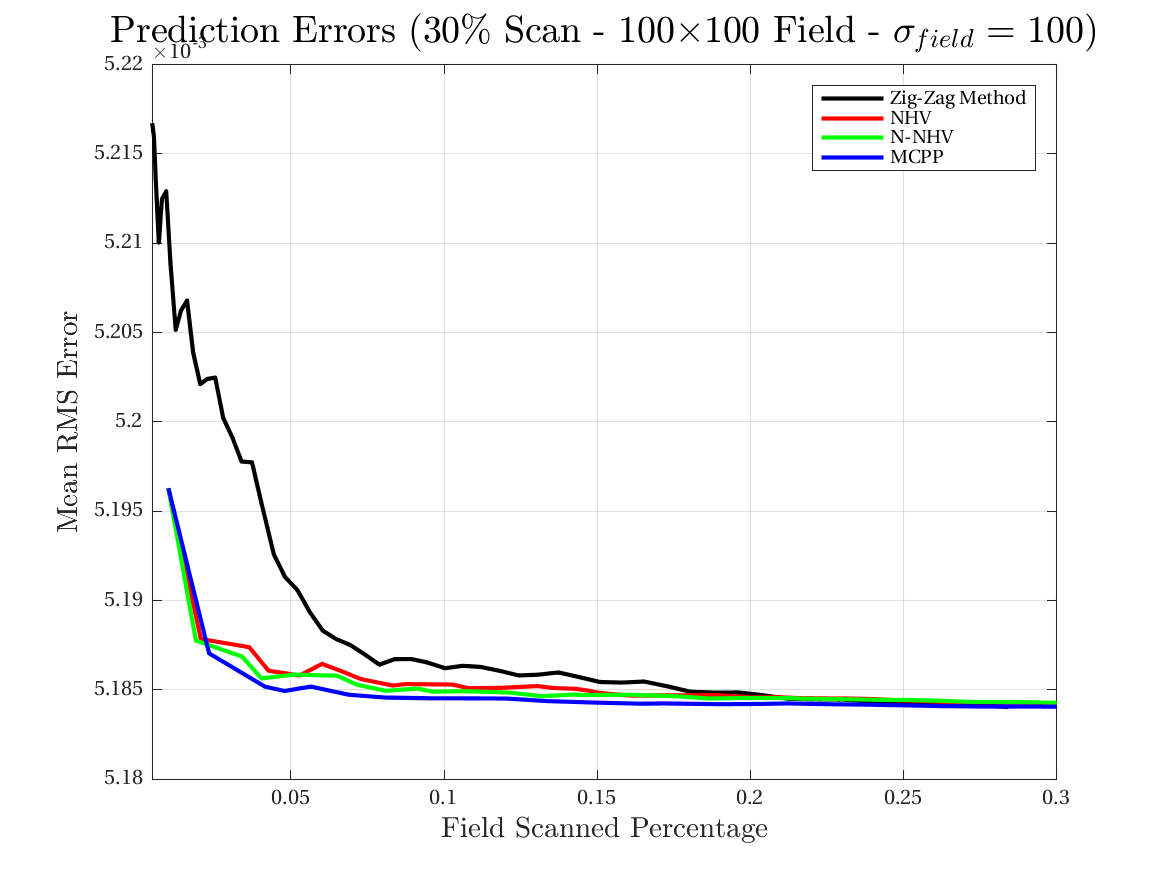 Prediction Errors (30% Scan - 100×100 Field - σ_field = 100)
×10⁻³
5.22
5.215
5.21
5.205
5.2
5.195
5.19
5.185
5.18
Mean RMS Error
Zig-Zag Method
NHV
N-NHV
MCPP
0.05 0.1 0.15 0.2 0.25 0.3
Field Scanned Percentage